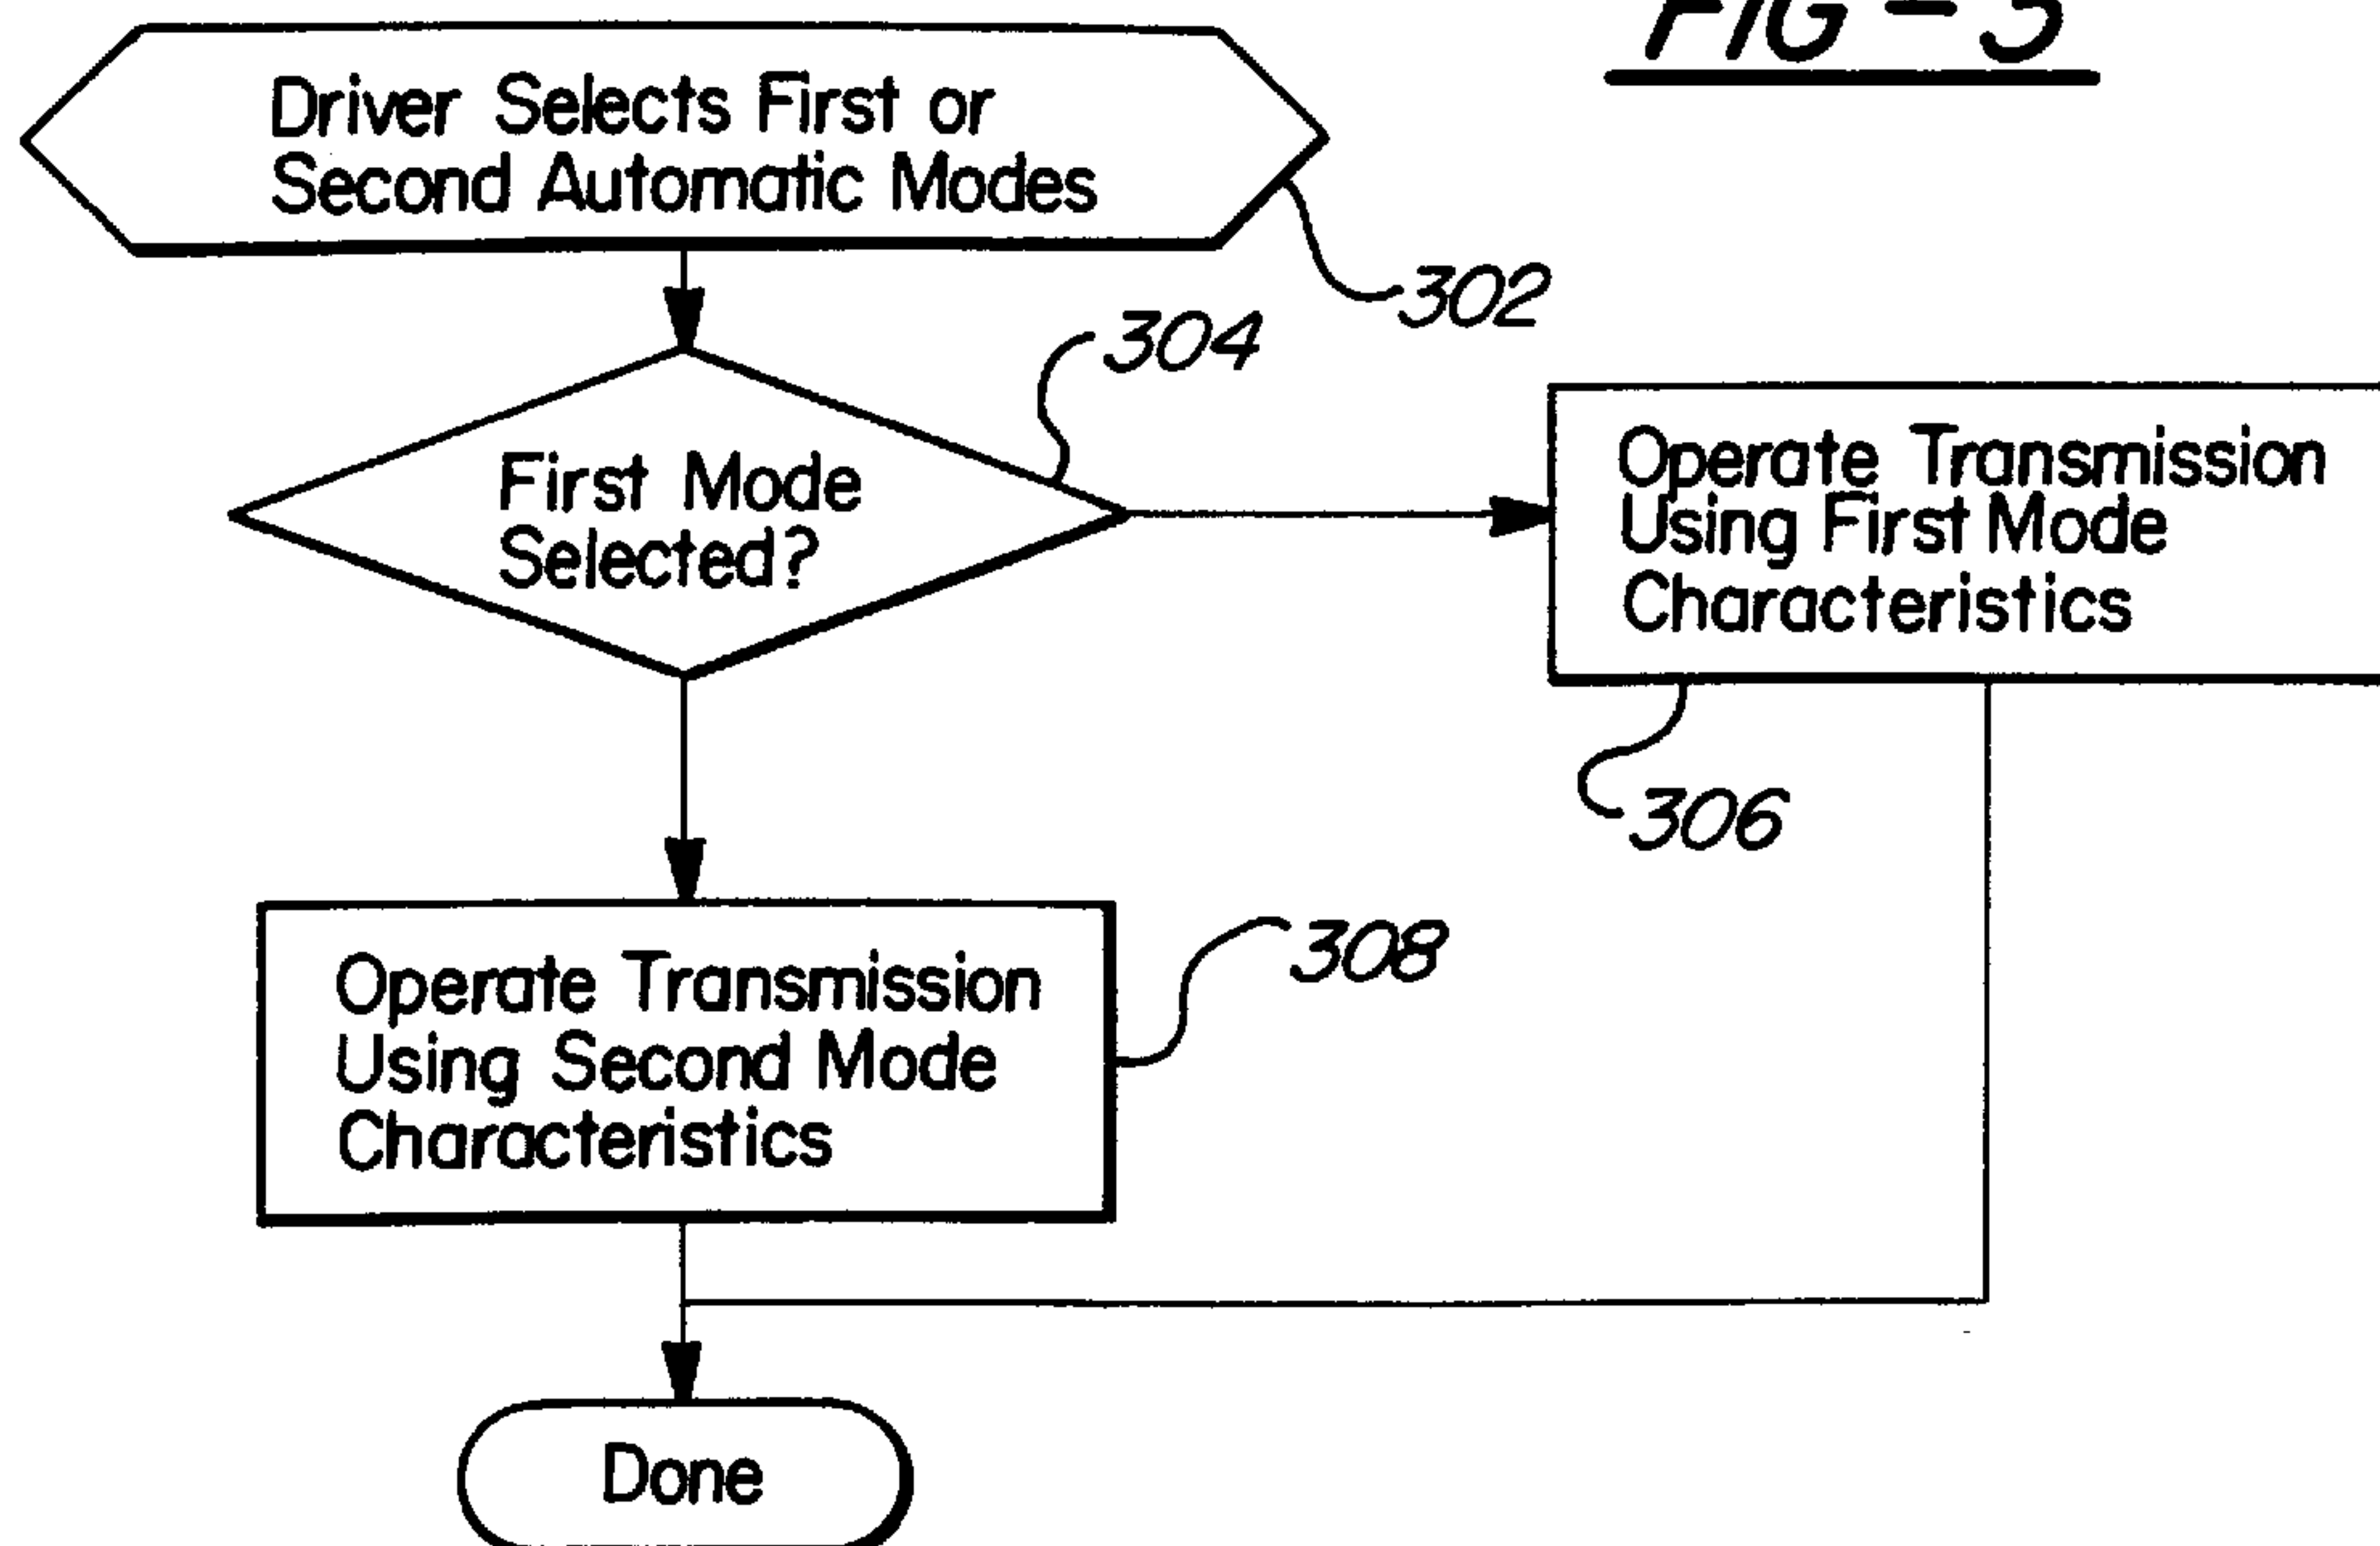 FIG-3
Driver Selects First or
Second Automatic Modes
302
304
First Mode
Selected?
Operate Transmission
Using First Mode
Characteristics
306
308
Operate Transmission
Using Second Mode
Characteristics
Done